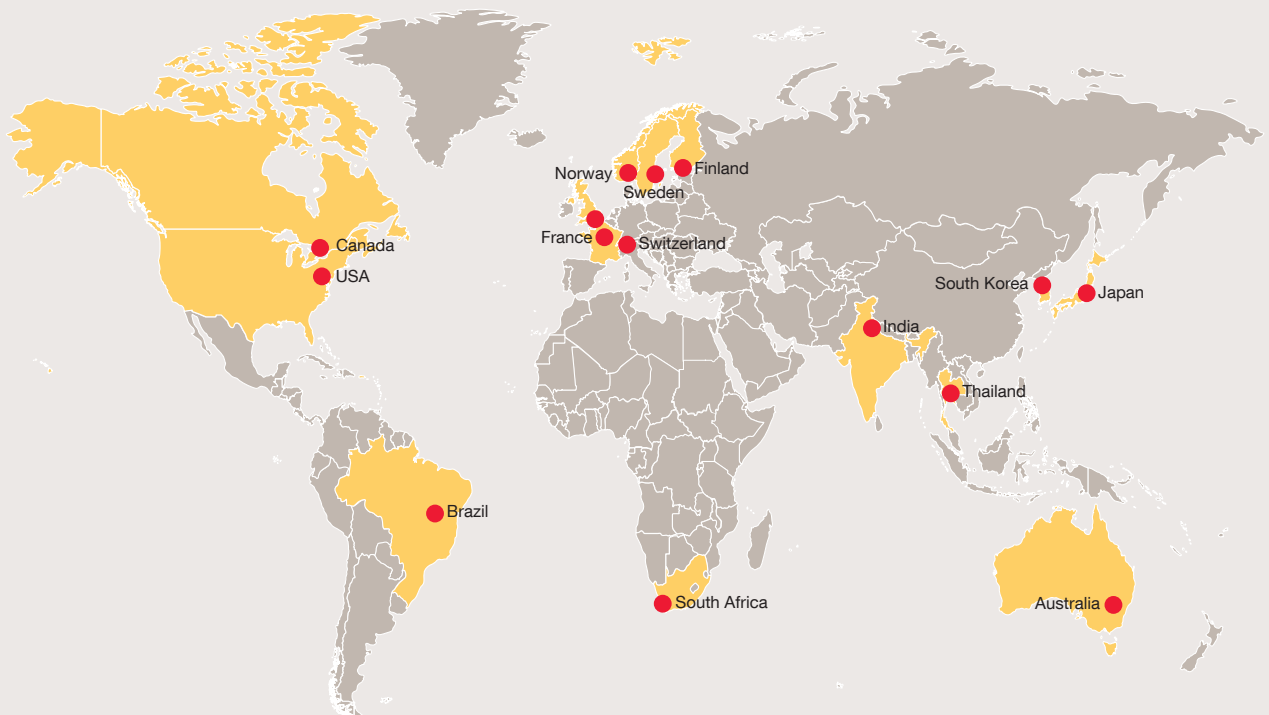 Norway
Finland
Sweden
France
Switzerland
Canada
USA
South Korea
Japan
India
Thailand
Brazil
South Africa
Australia